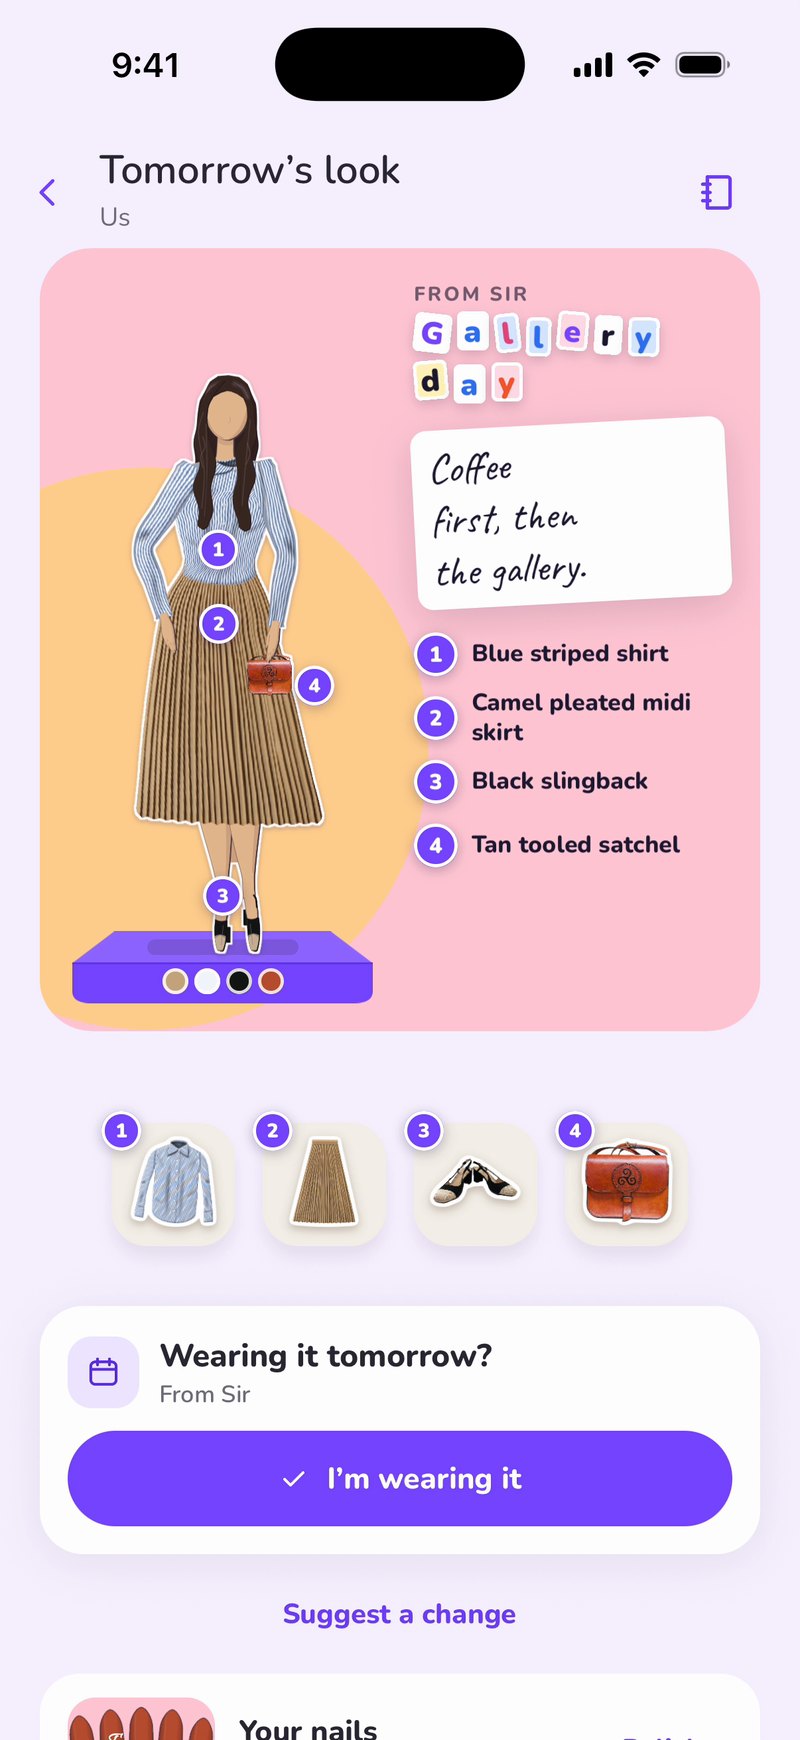 9:41
Tomorrow’s look
Us
FROM SIR
Gallery
day
Coffee
first, then
the gallery.
1
2
4
3
1 Blue striped shirt
2 Camel pleated midi
skirt
3 Black slingback
4 Tan tooled satchel
1 2 3 4
Wearing it tomorrow?
From Sir
I’m wearing it
Suggest a change
Your nails